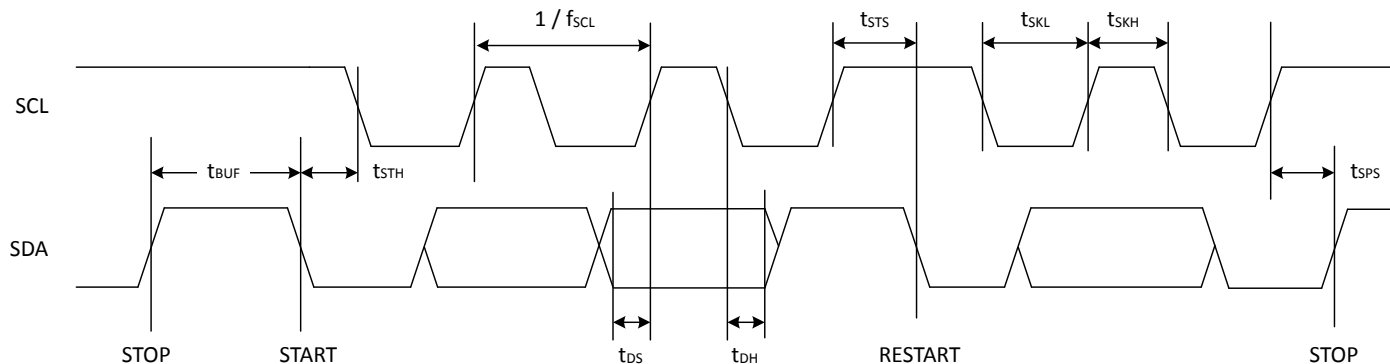 1 / fSCL
tSTS
tSKL
tSKH
SCL
tBUF
tSTH
tSPS
SDA
tDS
tDH
STOP
START
RESTART
STOP